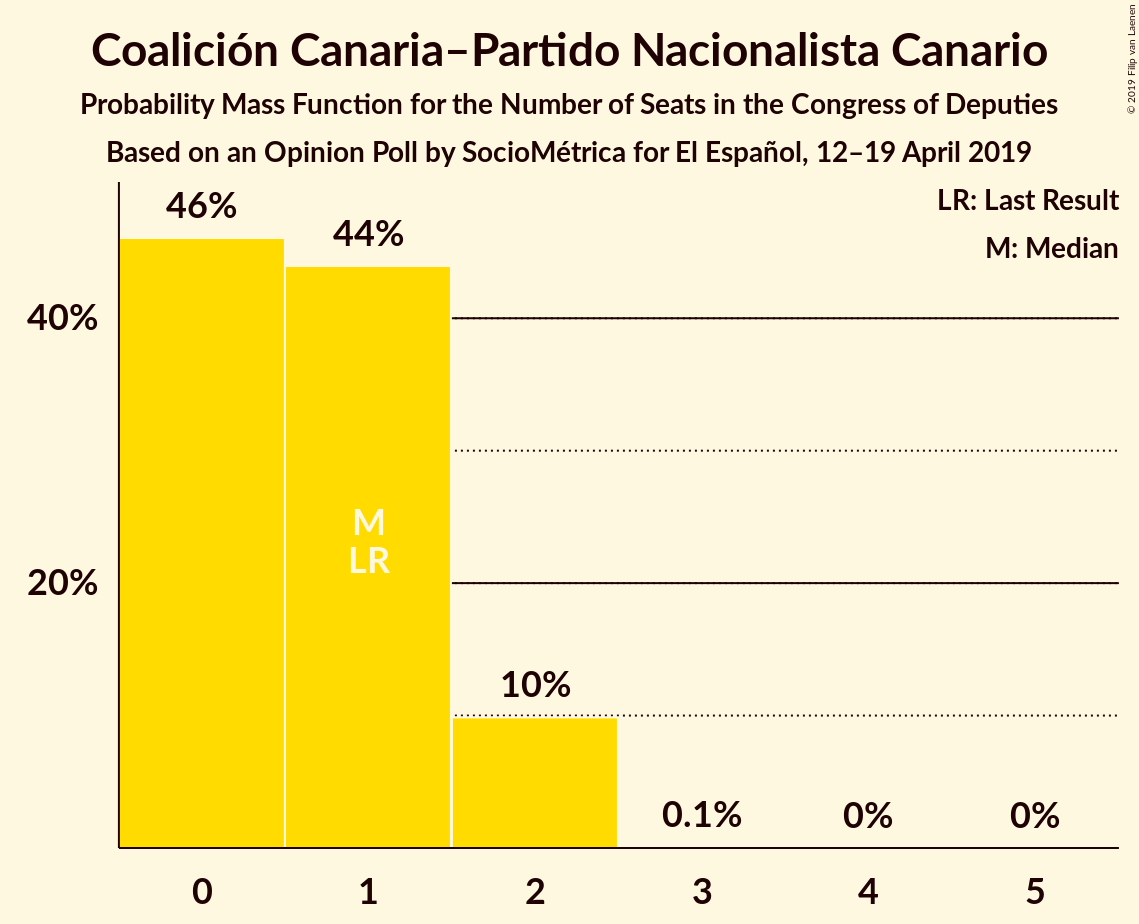 Coalición Canaria–Partido Nacionalista Canario
Probability Mass Function for the Number of Seats in the Congress of Deputies
Based on an Opinion Poll by SocioMétrica for El Español, 12–19 April 2019
© 2019 Filip van Laenen
LR: Last Result
M: Median
46%
44%
40%
M
LR
20%
10%
0.1%
0%
0%
0
1
2
3
4
5